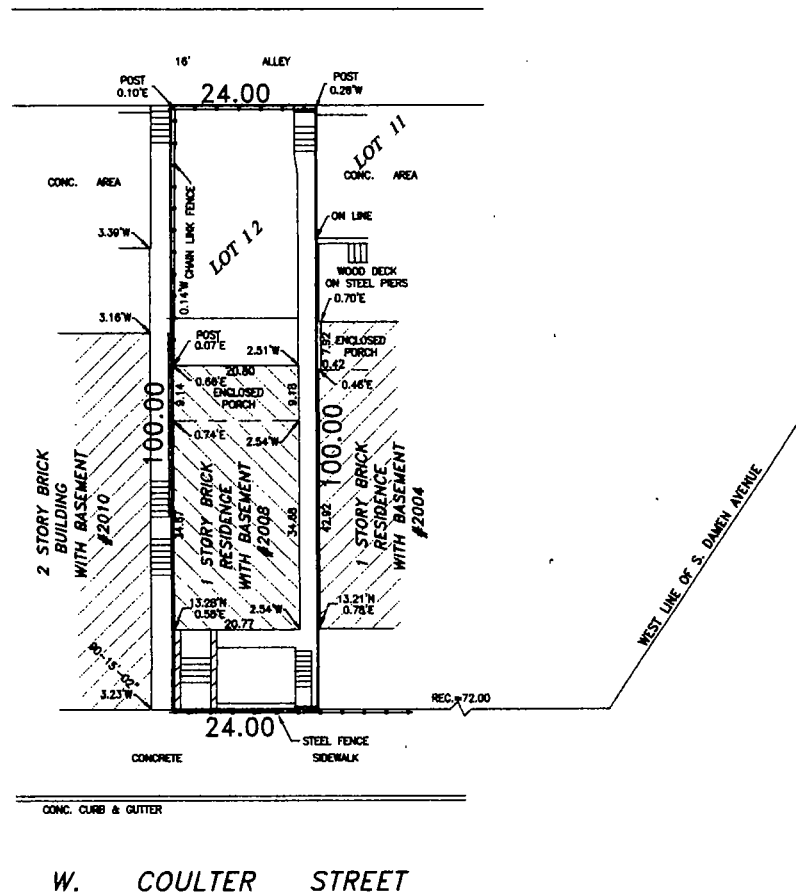 16' ALLEY
POST
0.10'E
24.00
POST
0.28'W
LOT 11
CONC. AREA
CONC. AREA
CHAIN LINK FENCE
LOT 12
ON LINE
3.39'W
WOOD DECK
ON STEEL PIERS
0.70'E
0.14'W
3.16'W
POST
0.07'E
2.51'W
7.92
ENCLOSED
PORCH
20.80
0.42
0.66'E
0.46'E
9.14
ENCLOSED
PORCH
9.78
100.00
100.00
0.74'E
2.54'W
2 STORY BRICK
BUILDING
WITH BASEMENT
#2010
34.67
1 STORY BRICK
RESIDENCE
WITH BASEMENT
#2008
34.68
42.92
1 STORY BRICK
RESIDENCE
WITH BASEMENT
#2004
WEST LINE OF S. DAMEN AVENUE
13.28'N
0.58'E
2.54'W
13.21'N
0.78'E
20.77
90-15-02"
3.23'W
REC.=72.00
24.00
STEEL FENCE
CONCRETE SIDEWALK
CONC. CURB & GUTTER
W. COULTER STREET